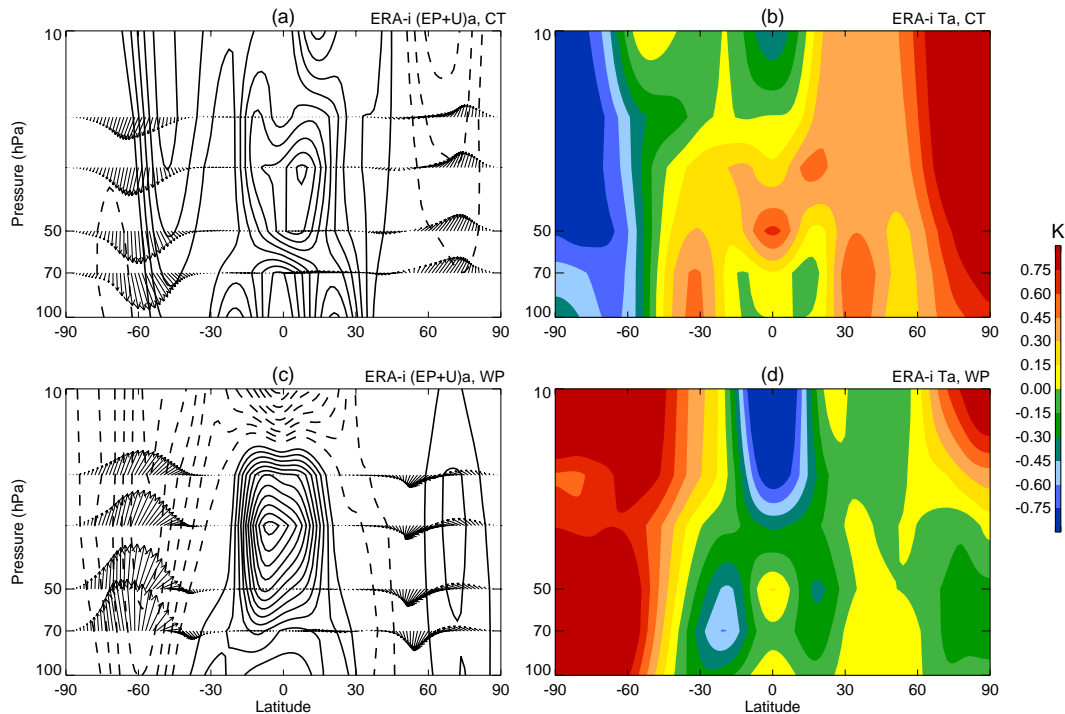 (a) ERA-i (EP+U)a, CT
10
50
70
100
Pressure (hPa)
-90 -60 -30 0 30 60 90
(b) ERA-i Ta, CT
10
50
70
100
-90 -60 -30 0 30 60 90
K
0.75
0.60
0.45
0.30
0.15
0.00
-0.15
-0.30
-0.45
-0.60
-0.75
(c) ERA-i (EP+U)a, WP
10
50
70
100
Pressure (hPa)
-90 -60 -30 0 30 60 90
Latitude
(d) ERA-i Ta, WP
10
50
70
100
-90 -60 -30 0 30 60 90
Latitude